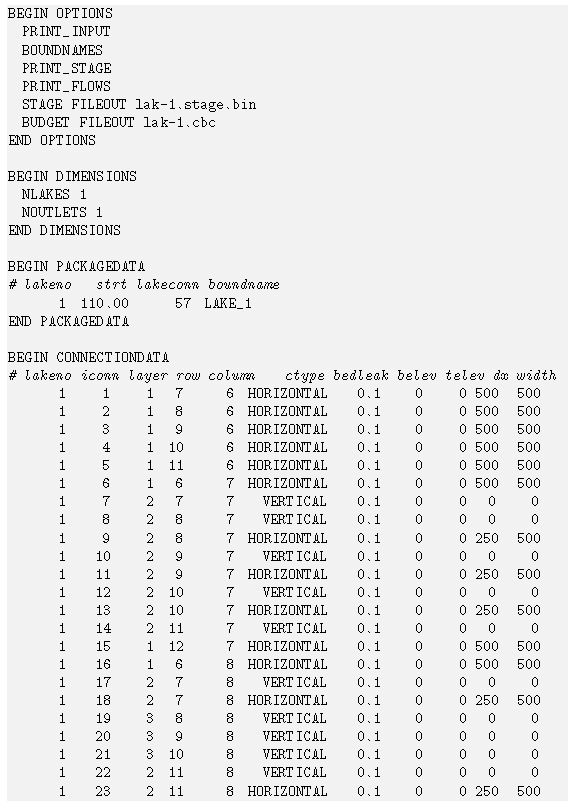 BEGIN OPTIONS
  PRINT_INPUT
  BOUNDNAMES
  PRINT_STAGE
  PRINT_FLOWS
  STAGE FILEOUT lak-1.stage.bin
  BUDGET FILEOUT lak-1.cbc
END OPTIONS

BEGIN DIMENSIONS
  NLAKES 1
  NOUTLETS 1
END DIMENSIONS

BEGIN PACKAGEDATA
# lakeno   strt lakeconn boundname
       1 110.00       57 LAKE_1
END PACKAGEDATA

BEGIN CONNECTIONDATA
# lakeno iconn layer row column    ctype bedleak belev telev dx width
       1     1     1   7      6 HORIZONTAL    0.1     0     0 500   500
       1     2     1   8      6 HORIZONTAL    0.1     0     0 500   500
       1     3     1   9      6 HORIZONTAL    0.1     0     0 500   500
       1     4     1  10      6 HORIZONTAL    0.1     0     0 500   500
       1     5     1  11      6 HORIZONTAL    0.1     0     0 500   500
       1     6     1   6      7 HORIZONTAL    0.1     0     0 500   500
       1     7     2   7      7   VERTICAL    0.1     0     0   0     0
       1     8     2   8      7   VERTICAL    0.1     0     0   0     0
       1     9     2   8      7 HORIZONTAL    0.1     0     0 250   500
       1    10     2   9      7   VERTICAL    0.1     0     0   0     0
       1    11     2   9      7 HORIZONTAL    0.1     0     0 250   500
       1    12     2  10      7   VERTICAL    0.1     0     0   0     0
       1    13     2  10      7 HORIZONTAL    0.1     0     0 250   500
       1    14     2  11      7   VERTICAL    0.1     0     0   0     0
       1    15     1  12      7 HORIZONTAL    0.1     0     0 500   500
       1    16     1   6      8 HORIZONTAL    0.1     0     0 500   500
       1    17     2   7      8   VERTICAL    0.1     0     0   0     0
       1    18     2   7      8 HORIZONTAL    0.1     0     0 250   500
       1    19     3   8      8   VERTICAL    0.1     0     0   0     0
       1    20     3   9      8   VERTICAL    0.1     0     0   0     0
       1    21     3  10      8   VERTICAL    0.1     0     0   0     0
       1    22     2  11      8   VERTICAL    0.1     0     0   0     0
       1    23     2  11      8 HORIZONTAL    0.1     0     0 250   500